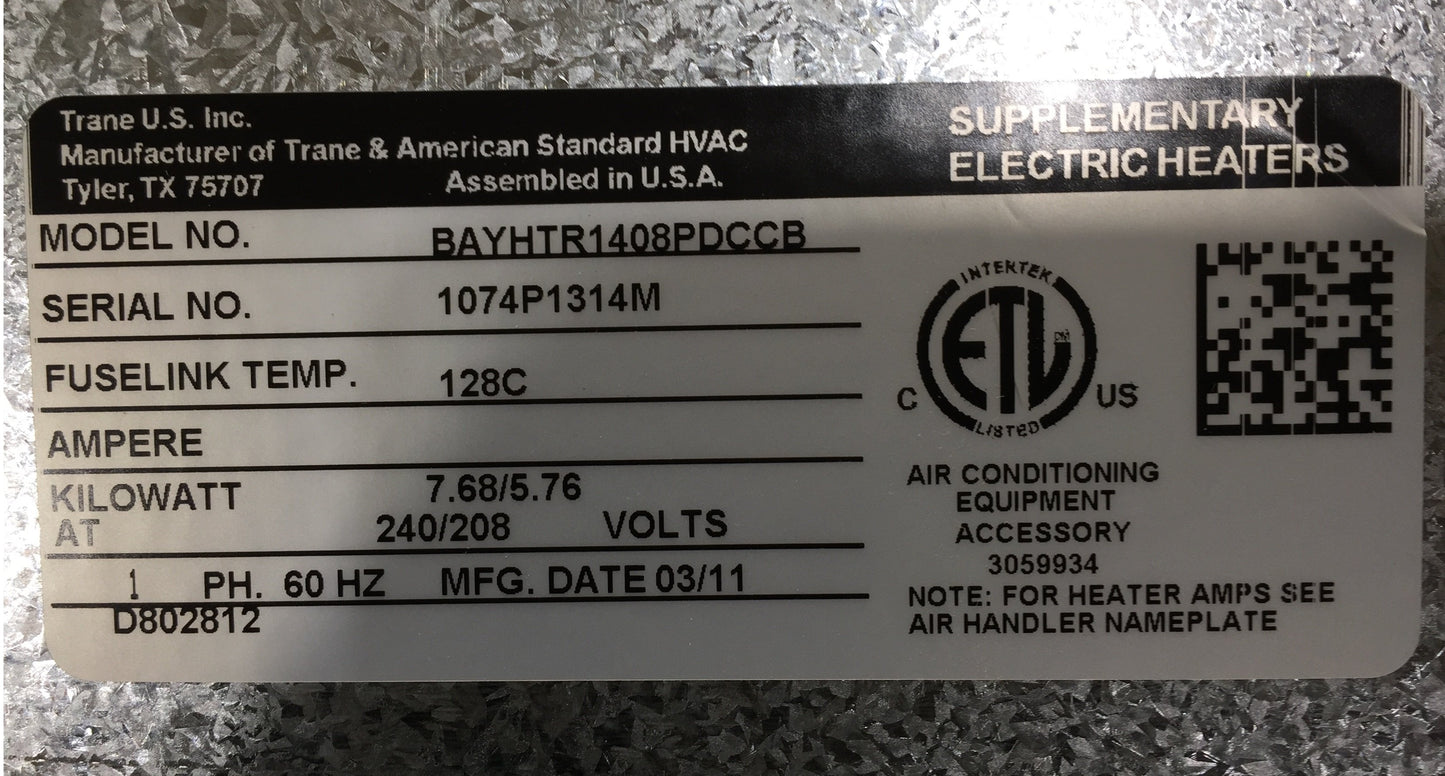 Trane U.S. Inc.
Manufacturer of Trane & American Standard HVAC
Tyler, TX 75707 Assembled in U.S.A.
SUPPLEMENTARY
ELECTRIC HEATERS
MODEL NO. BAYHTR1408PDCCB
SERIAL NO. 1074P1314M
FUSELINK TEMP. 128C
AMPERE
KILOWATT 7.68/5.76
AT 240/208 VOLTS
1 PH. 60 HZ MFG. DATE 03/11
D802812
INTERTEK
ETL
CM
LISTED
C US
AIR CONDITIONING
EQUIPMENT
ACCESSORY
3059934
NOTE: FOR HEATER AMPS SEE
AIR HANDLER NAMEPLATE